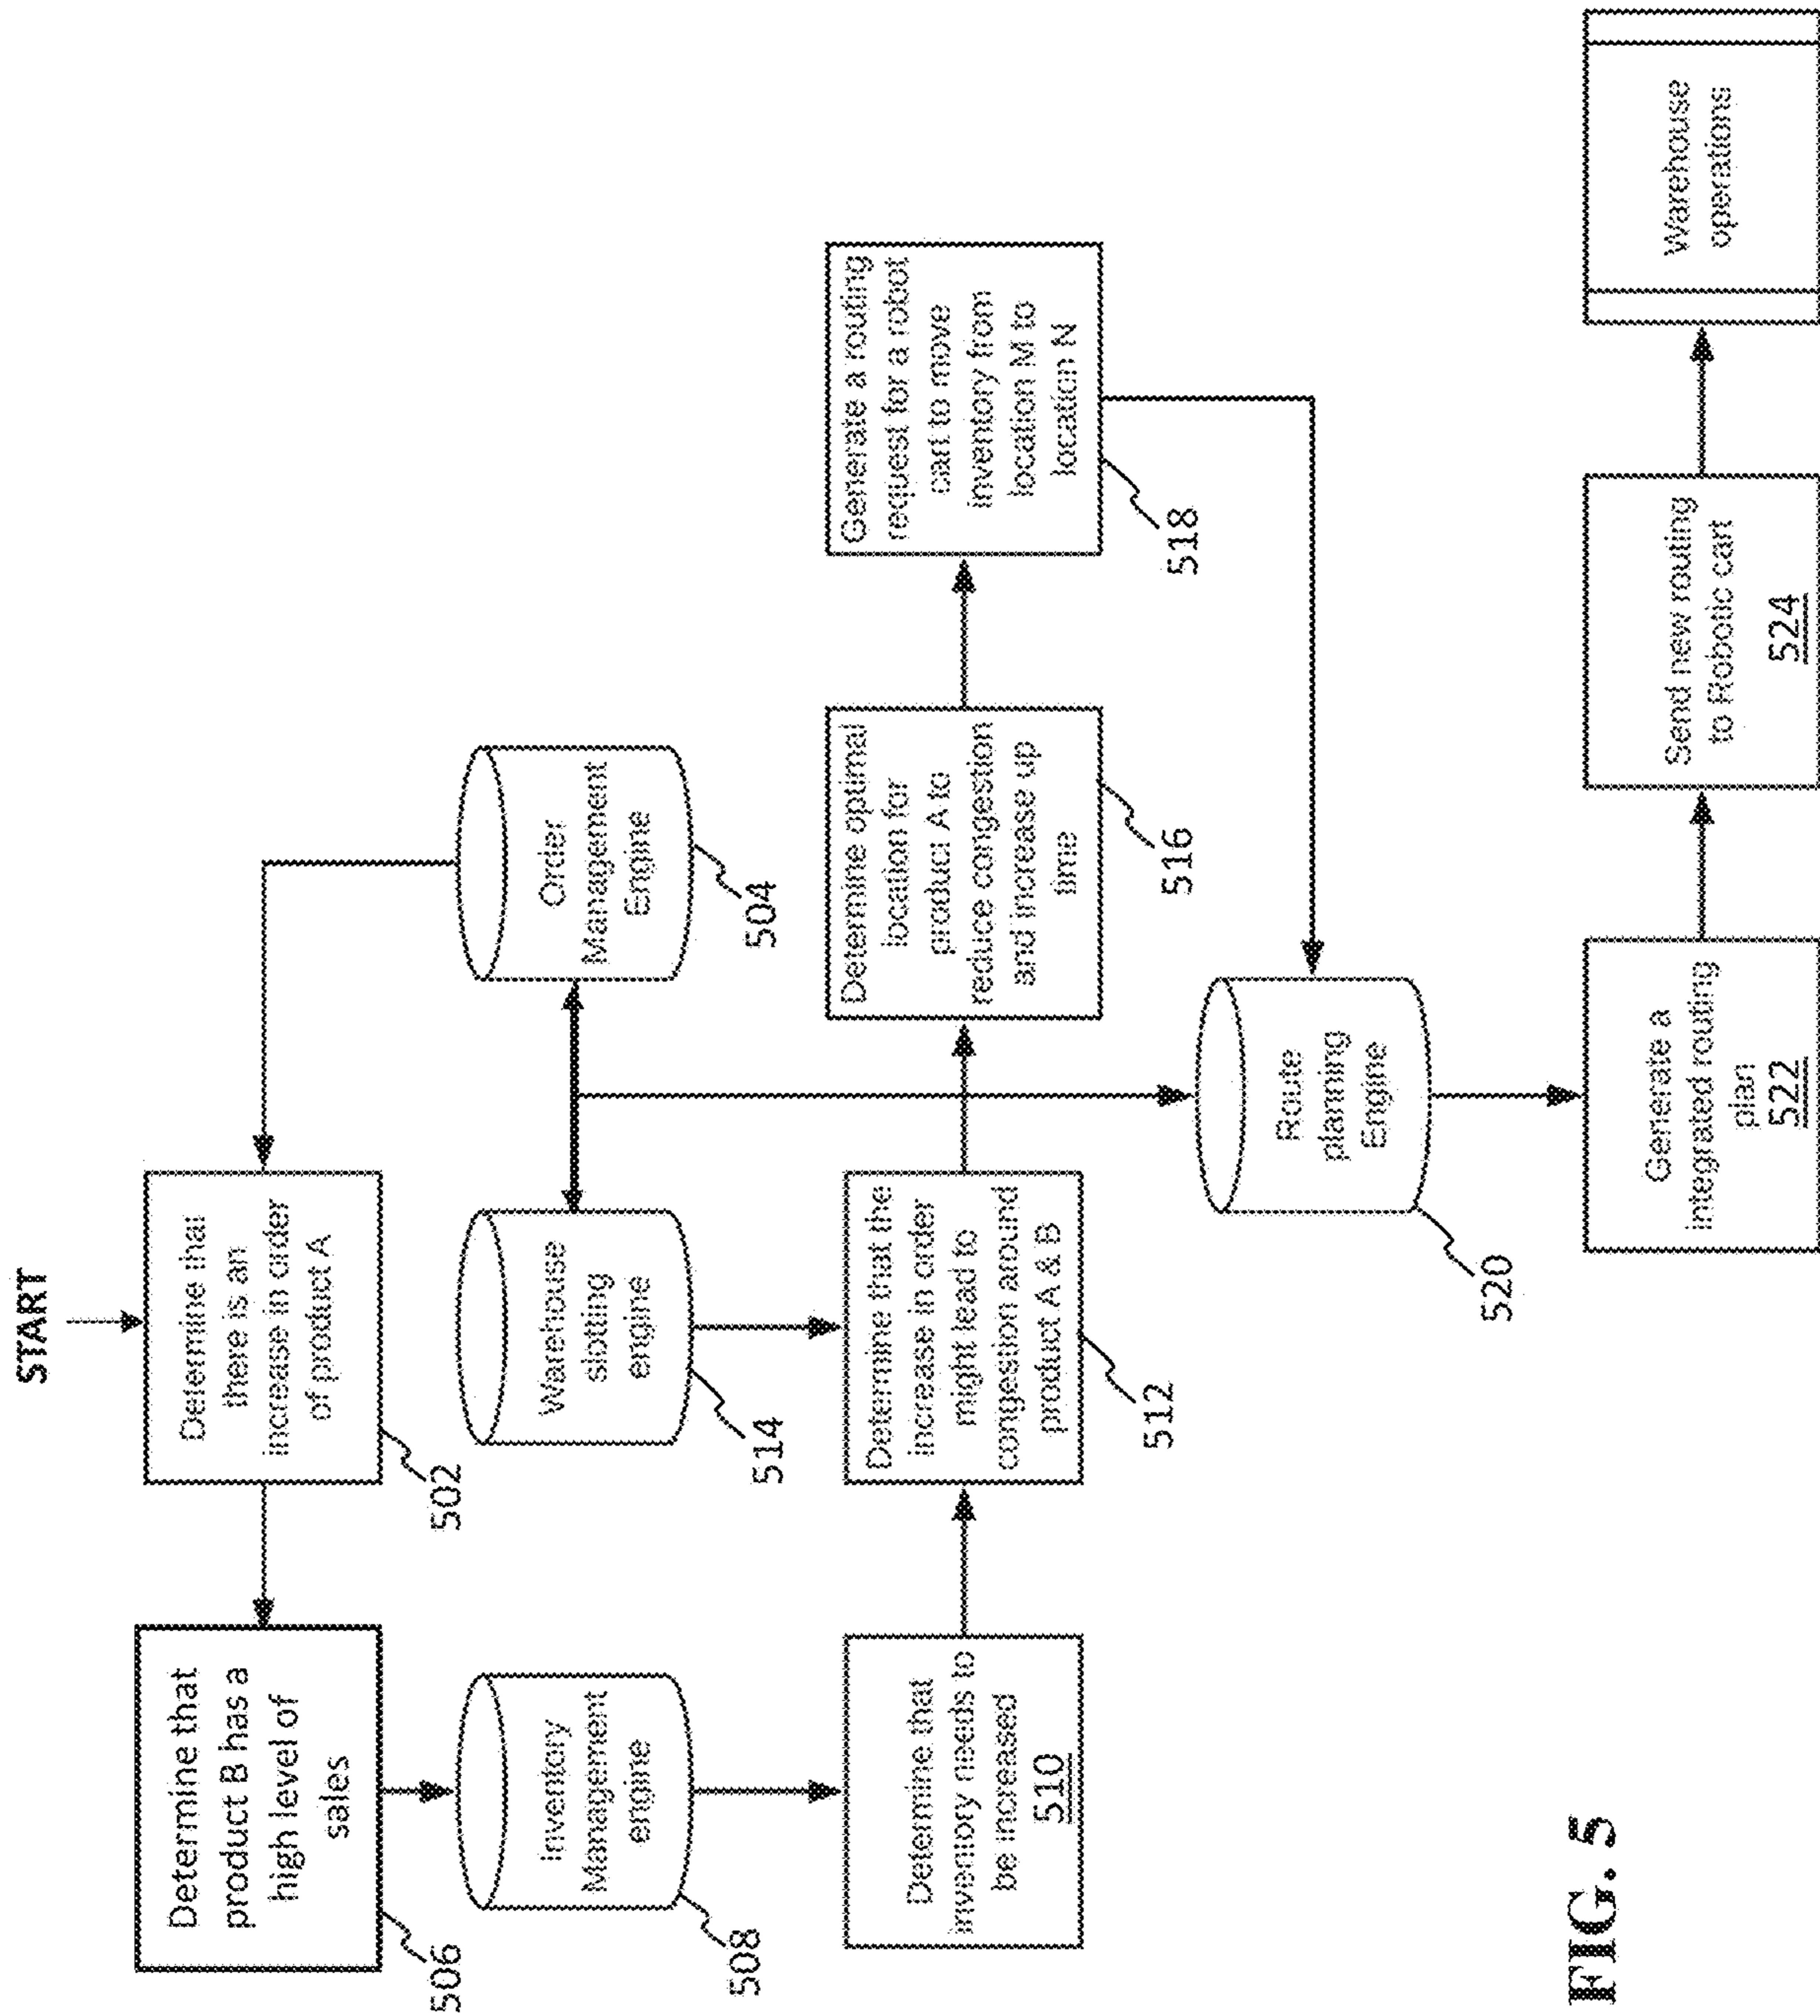 START
Determine that
product B has a
high level of
sales
506
Determine that
there is an
increase in order
of product A
502
Inventory
Management
engine
508
Warehouse
slotting
engine
514
Order
Management
Engine
504
Determine that
inventory needs to
be increased
510
Determine that the
increase in order
might lead to
congestion around
product A & B
512
Determine optimal
location for
product A to
reduce congestion
and increase up
time
516
Generate a routing
request for a robot
cart to move
inventory from
location M to
location N
518
Route
planning
Engine
520
Generate a
integrated routing
plan
522
Send new routing
to Robotic cart
524
Warehouse
operations
FIG. 5